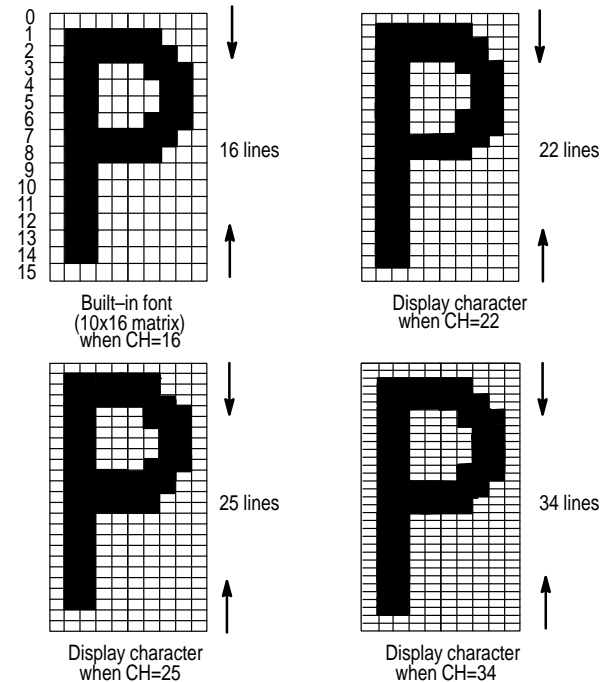 0
1
2
3
4
5
6
7
8
9
10
11
12
13
14
15
16 lines
Built–in font
(10x16 matrix)
when CH=16
22 lines
Display character
when CH=22
25 lines
Display character
when CH=25
34 lines
Display character
when CH=34